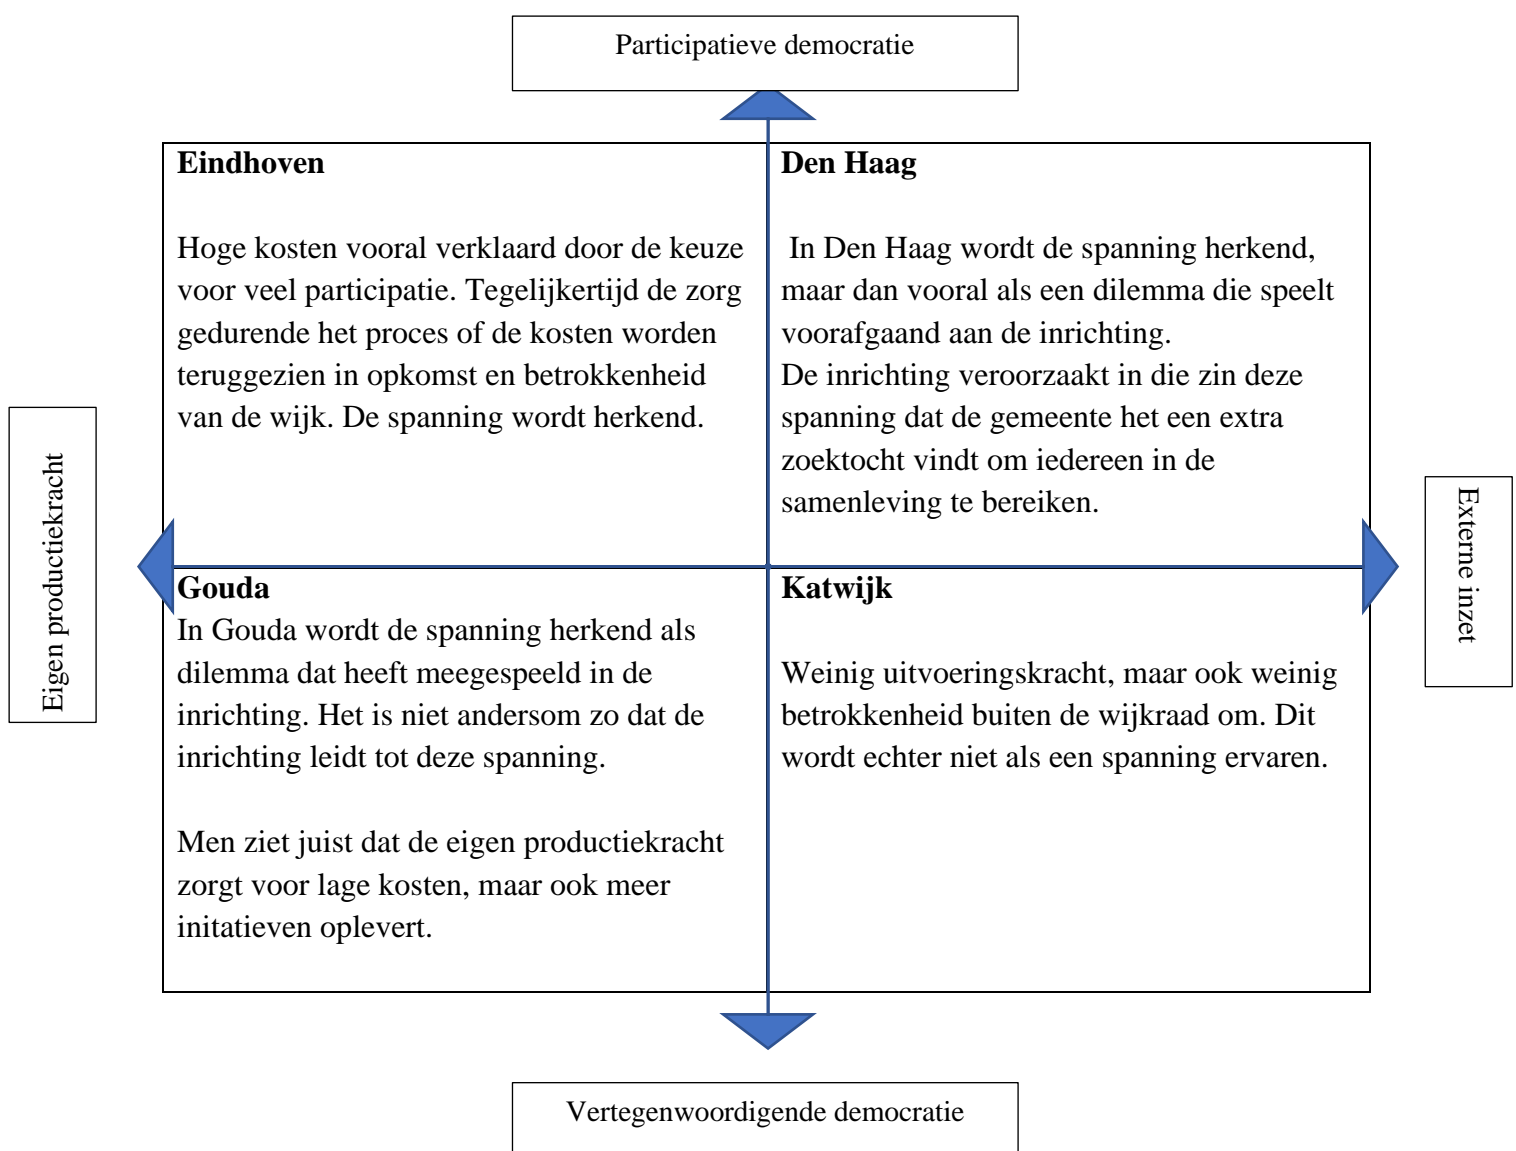 Participatieve democratie
Eindhoven
Hoge kosten vooral verklaard door de keuze
voor veel participatie. Tegelijkertijd de zorg
gedurende het proces of de kosten worden
teruggezien in opkomst en betrokkenheid
van de wijk. De spanning wordt herkend.
Den Haag
In Den Haag wordt de spanning herkend,
maar dan vooral als een dilemma die speelt
voorafgaand aan de inrichting.
De inrichting veroorzaakt in die zin deze
spanning dat de gemeente het een extra
zoektocht vindt om iedereen in de
samenleving te bereiken.
Eigen productiekracht
Externe inzet
Gouda
In Gouda wordt de spanning herkend als
dilemma dat heeft meegespeeld in de
inrichting. Het is niet andersom zo dat de
inrichting leidt tot deze spanning.
Men ziet juist dat de eigen productiekracht
zorgt voor lage kosten, maar ook meer
initatieven oplevert.
Katwijk
Weinig uitvoeringskracht, maar ook weinig
betrokkenheid buiten de wijkraad om. Dit
wordt echter niet als een spanning ervaren.
Vertegenwoordigende democratie